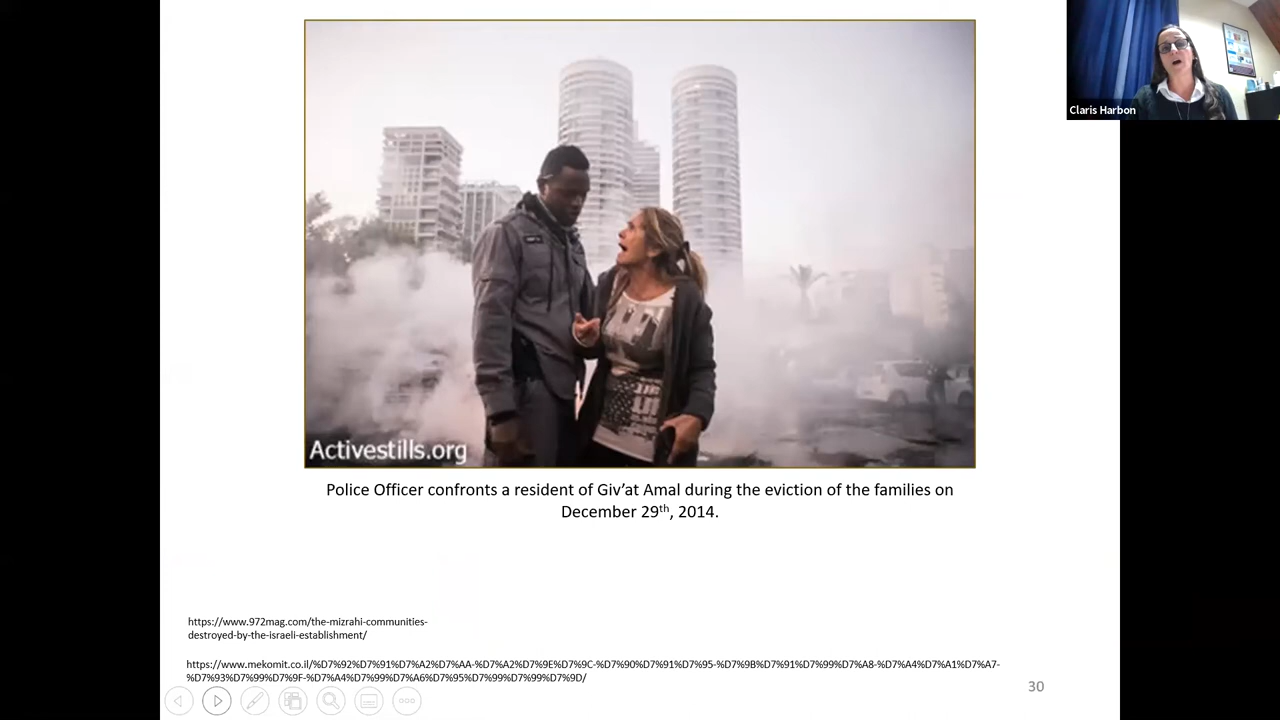 Claris Harbon
Activestills.org
Police Officer confronts a resident of Giv’at Amal during the eviction of the families on
December 29th, 2014.
https://www.972mag.com/the-mizrahi-communities-
destroyed-by-the-israeli-establishment/
https://www.mekomit.co.il/%D7%92%D7%91%D7%A2%D7%AA-%D7%A2%D7%9E%D7%9C-%D7%90%D7%91%D7%95-%D7%9B%D7%91%D7%99%D7%A8-%D7%A4%D7%A1%D7%A7-
%D7%93%D7%99%D7%9F-%D7%A4%D7%99%D7%A6%D7%95%D7%99%D7%99%D7%9D/
30